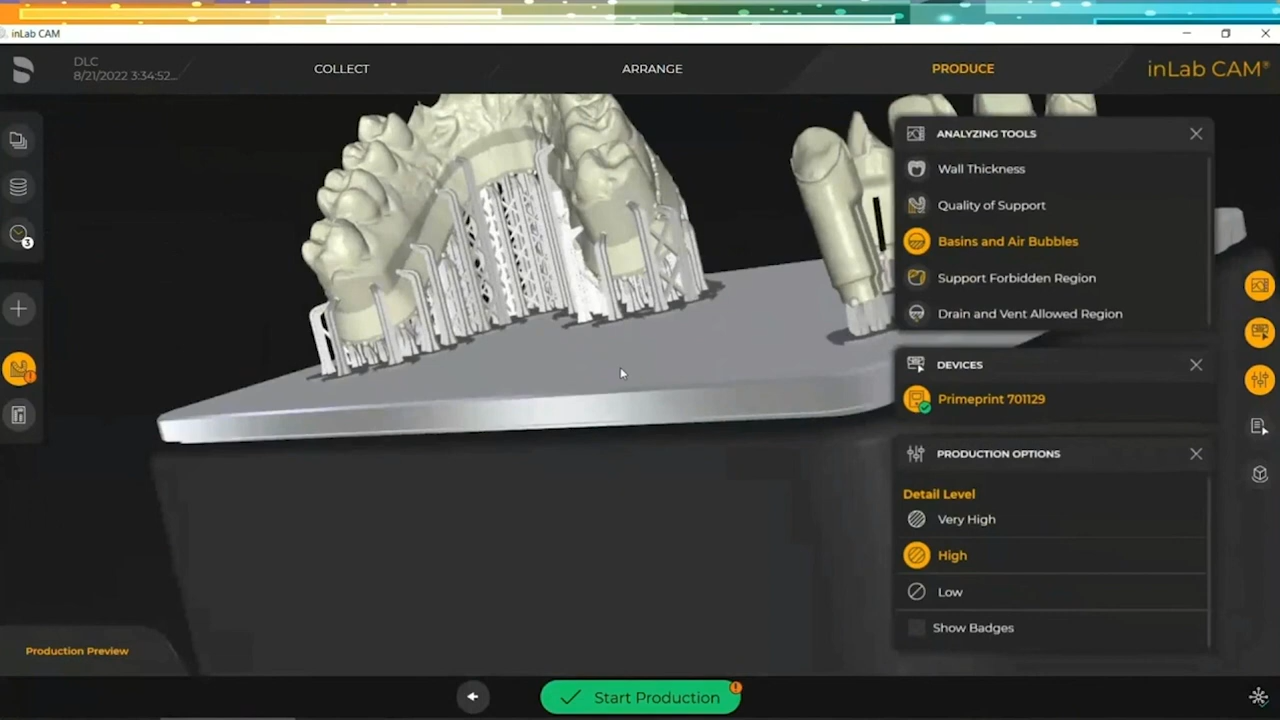 inLab CAM
DLC
8/21/2022 3:34:52...
COLLECT
ARRANGE
PRODUCE
inLab CAM®
ANALYZING TOOLS
Wall Thickness
Quality of Support
Basins and Air Bubbles
Support Forbidden Region
Drain and Vent Allowed Region
DEVICES
Primeprint 701129
PRODUCTION OPTIONS
Detail Level
Very High
High
Low
Show Badges
3
Production Preview
Start Production